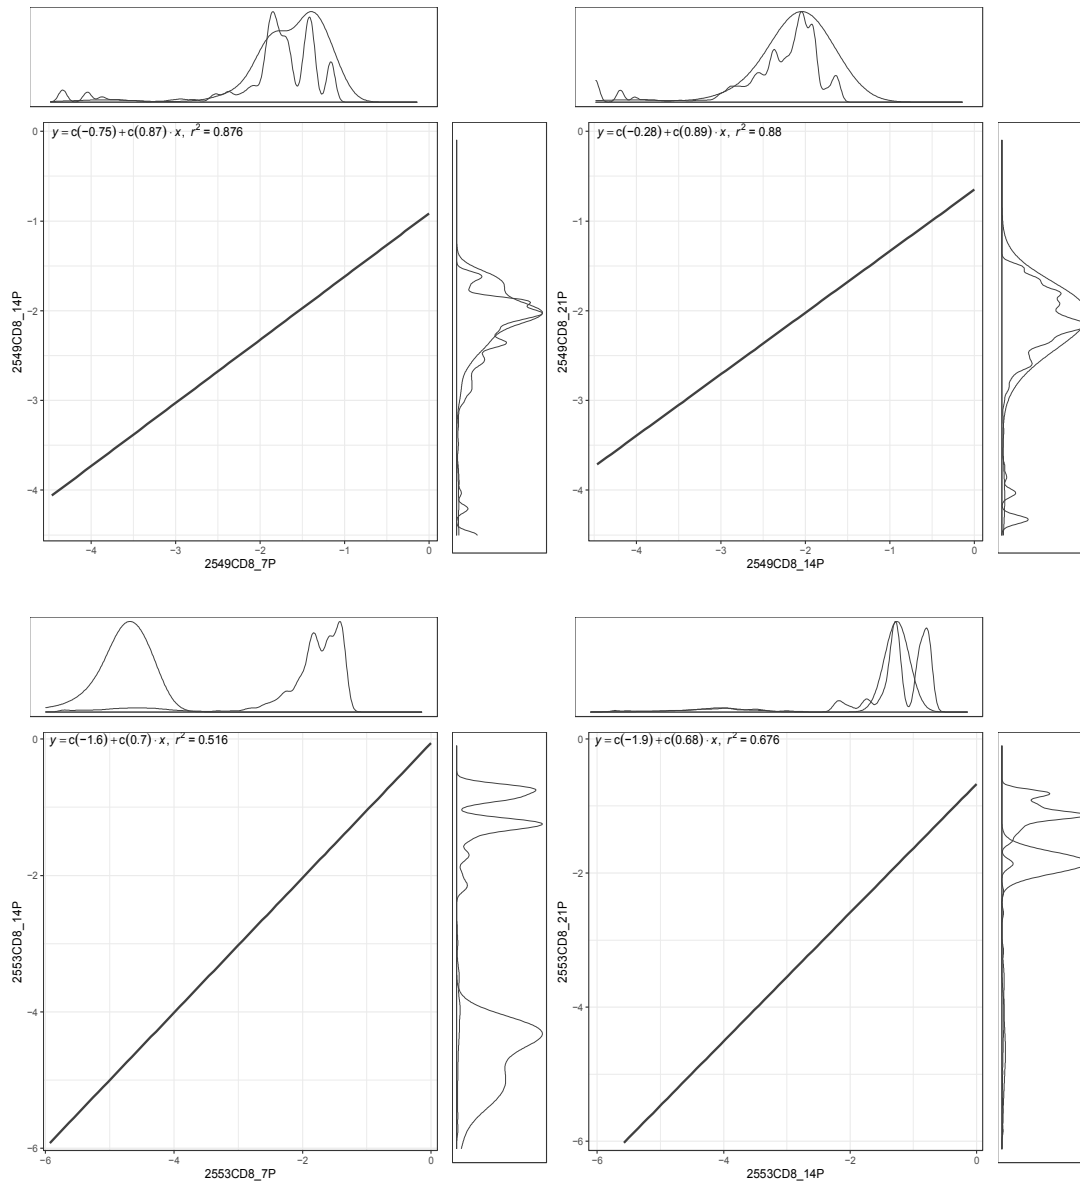 y = c(−0.75) + c(0.87) · x, r² = 0.876
0
−1
−2
−3
−4
2549CD8_14P
−4 −3 −2 −1 0
2549CD8_7P
y = c(−0.28) + c(0.89) · x, r² = 0.88
0
−1
−2
−3
−4
2549CD8_21P
−4 −3 −2 −1 0
2549CD8_14P
y = c(−1.6) + c(0.7) · x, r² = 0.516
0
−2
−4
−6
2553CD8_14P
−6 −4 −2 0
2553CD8_7P
y = c(−1.9) + c(0.68) · x, r² = 0.676
0
−2
−4
−6
2553CD8_21P
−6 −4 −2 0
2553CD8_14P